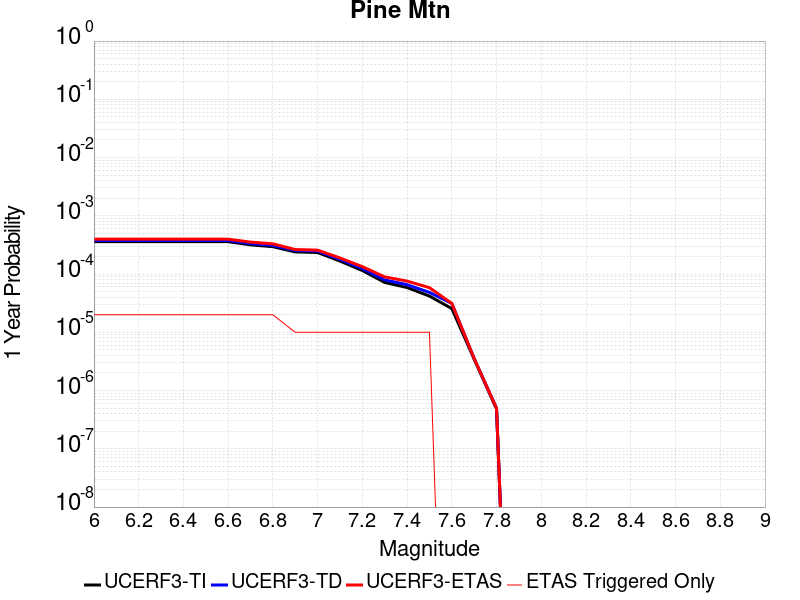 Pine Mtn
10^0
10^-1
10^-2
10^-3
10^-4
10^-5
10^-6
10^-7
10^-8
1 Year Probability
6 6.2 6.4 6.6 6.8 7 7.2 7.4 7.6 7.8 8 8.2 8.4 8.6 8.8 9
Magnitude
UCERF3-TI UCERF3-TD UCERF3-ETAS ETAS Triggered Only